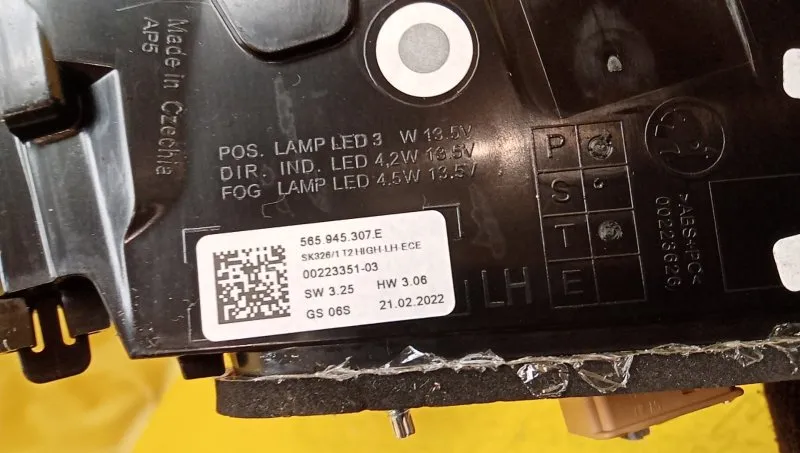 Made in Czechia
AP5
POS. LAMP LED 3 W 13.5V
DIR. IND. LED 4,2W 13.5V
FOG LAMP LED 4.5W 13.5V
P
S
T
E
>ABS+PC<
00223626
565.945.307.E
SK326/1 T2 HIGH-LH ECE
00223351-03
SW 3.25 HW 3.06
GS 06S 21.02.2022
LH